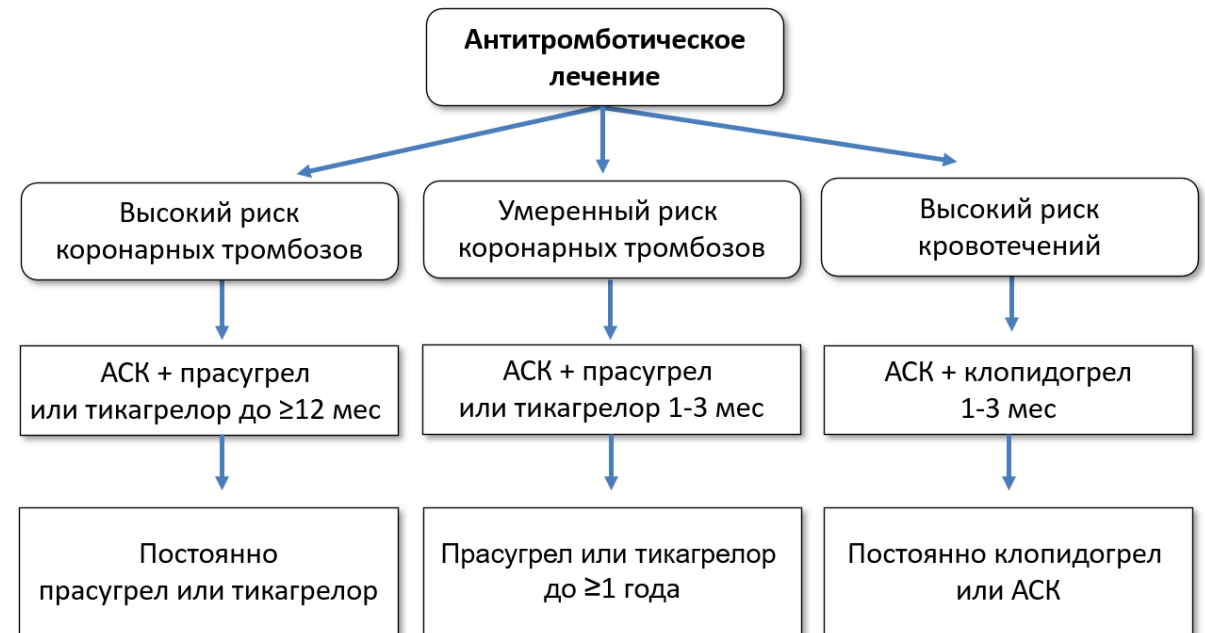 Антитромботическое
лечение
Высокий риск
коронарных тромбозов
Умеренный риск
коронарных тромбозов
Высокий риск
кровотечений
АСК + прасугрел
или тикагрелор до ≥12 мес
АСК + прасугрел
или тикагрелор 1-3 мес
АСК + клопидогрел
1-3 мес
Постоянно
прасугрел или тикагрелор
Прасугрел или тикагрелор
до ≥1 года
Постоянно клопидогрел
или АСК